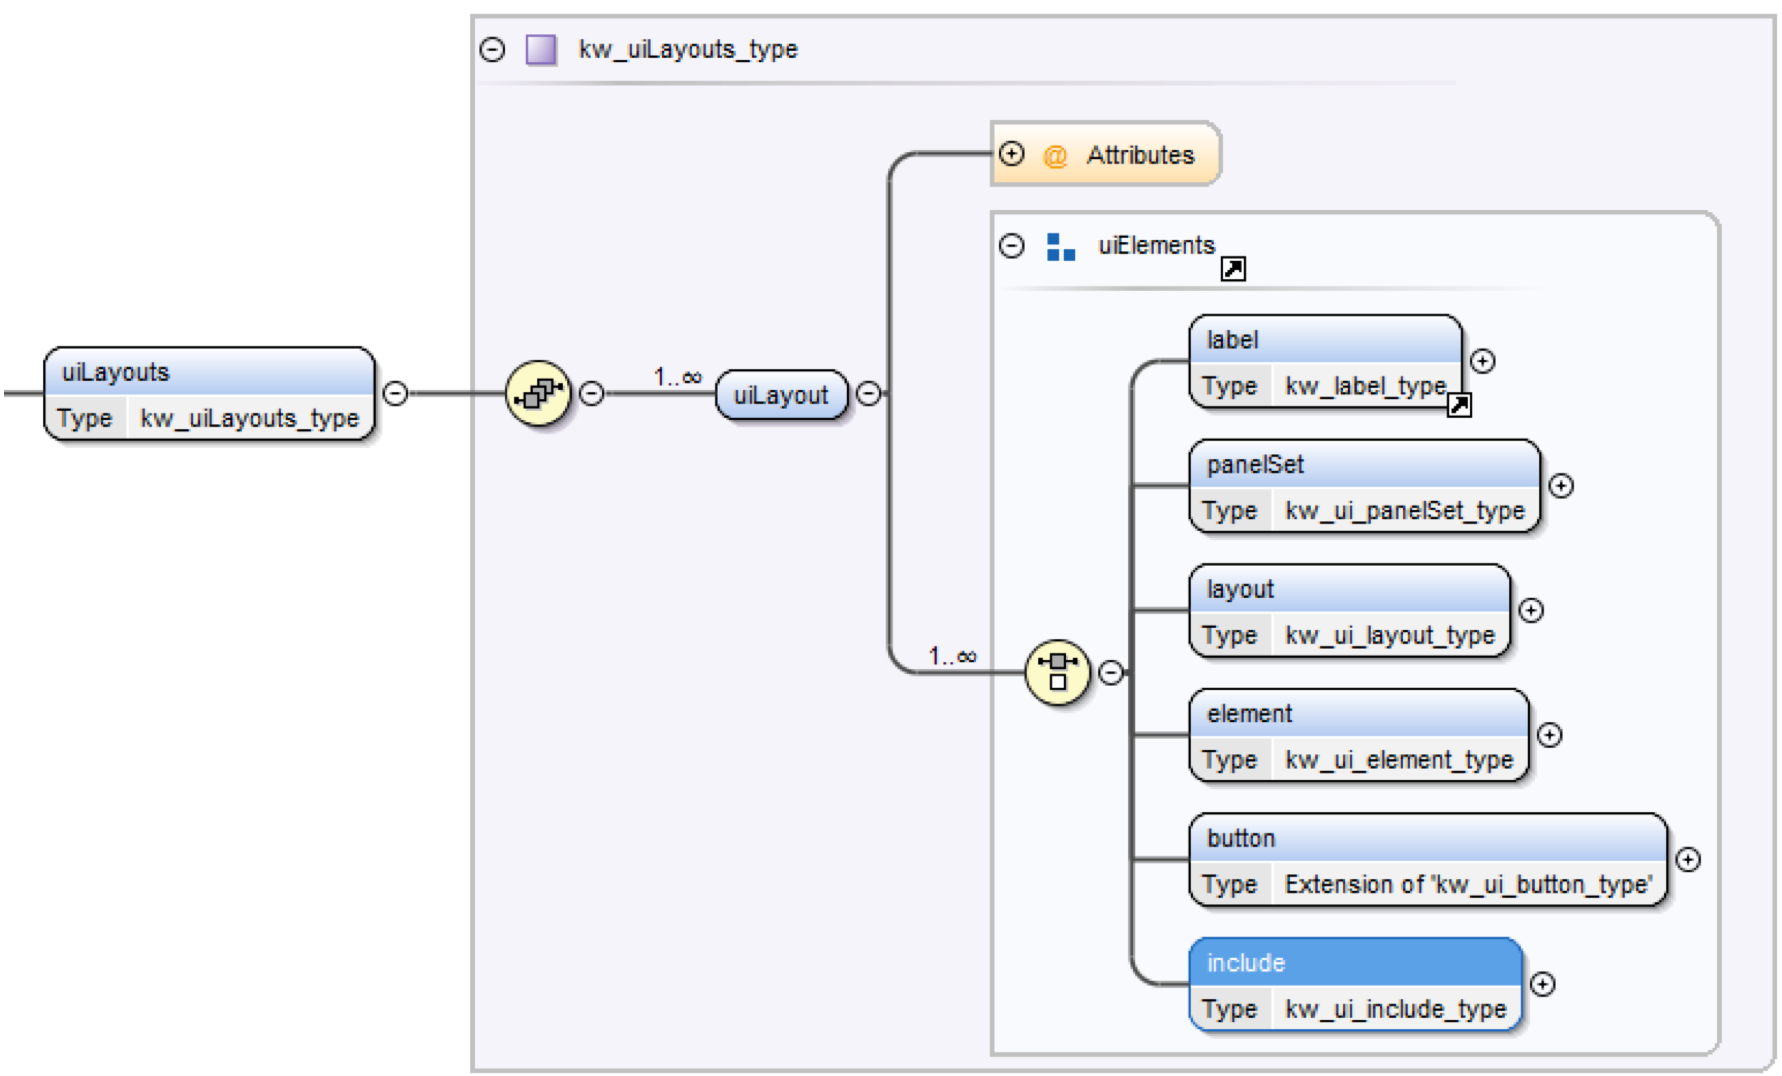 kw_uiLayouts_type
@ Attributes
uiElements
label
Type kw_label_type
uiLayouts
Type kw_uiLayouts_type
1..∞
uiLayout
panelSet
Type kw_ui_panelSet_type
layout
Type kw_ui_layout_type
1..∞
element
Type kw_ui_element_type
button
Type Extension of 'kw_ui_button_type'
include
Type kw_ui_include_type